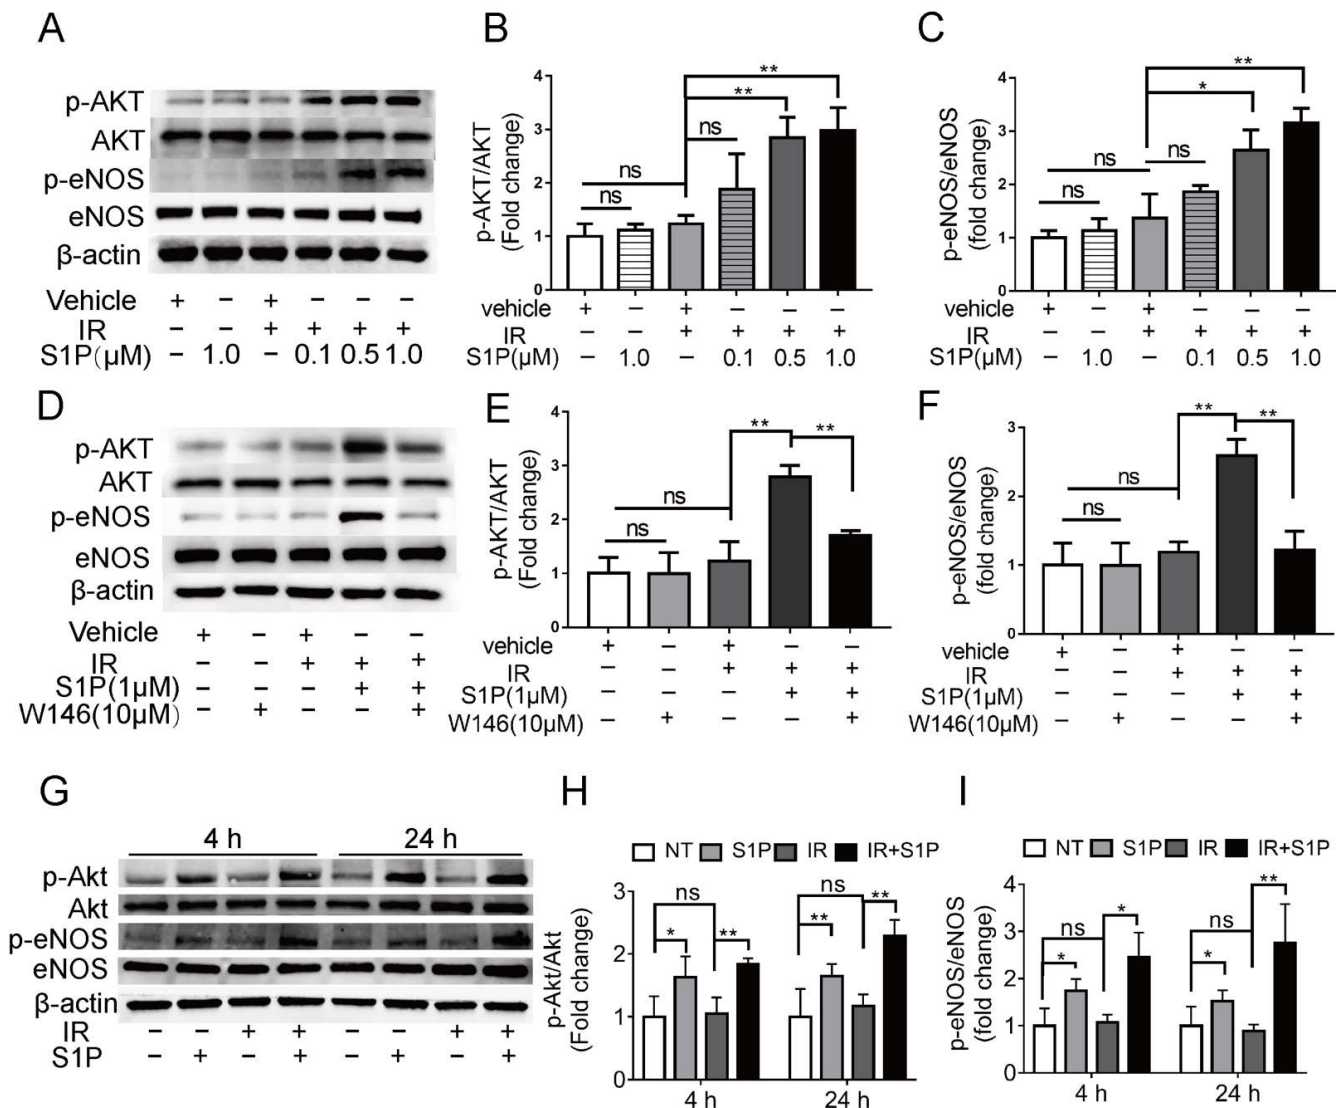 A
p-AKT
AKT
p-eNOS
eNOS
β-actin
Vehicle + − + − − −
IR − − + + + +
S1P(μM) − 1.0 − 0.1 0.5 1.0
B
p-AKT/AKT
(Fold change)
4
3
2
1
0
**
**
ns
ns
ns
vehicle + − + − − −
IR − − + + + +
S1P(μM) − 1.0 − 0.1 0.5 1.0
C
p-eNOS/eNOS
(fold change)
4
3
2
1
0
**
*
ns
ns
ns
vehicle + − + − − −
IR − − + + + +
S1P(μM) − 1.0 − 0.1 0.5 1.0
D
p-AKT
AKT
p-eNOS
eNOS
β-actin
Vehicle + − + − −
IR − − + + +
S1P(1μM) − − − + +
W146(10μM) − + − − +
E
p-AKT/AKT
(Fold change)
4
3
2
1
0
** **
ns
ns
vehicle + − + − −
IR − − + + +
S1P(1μM) − − − + +
W146(10μM) − + − − +
F
p-eNOS/eNOS
(fold change)
3
2
1
0
** **
ns
ns
vehicle + − + − −
IR − − + + +
S1P(1μM) − − − + +
W146(10μM) − + − − +
G
4 h 24 h
p-Akt
Akt
p-eNOS
eNOS
β-actin
IR − − + + − − + +
S1P − + − + − + − +
H
NT S1P IR IR+S1P
p-Akt/Akt
(Fold change)
3
2
1
0
ns
* **
ns **
**
4 h 24 h
I
NT S1P IR IR+S1P
p-eNOS/eNOS
(fold change)
4
3
2
1
0
ns *
*
**
ns
*
4 h 24 h